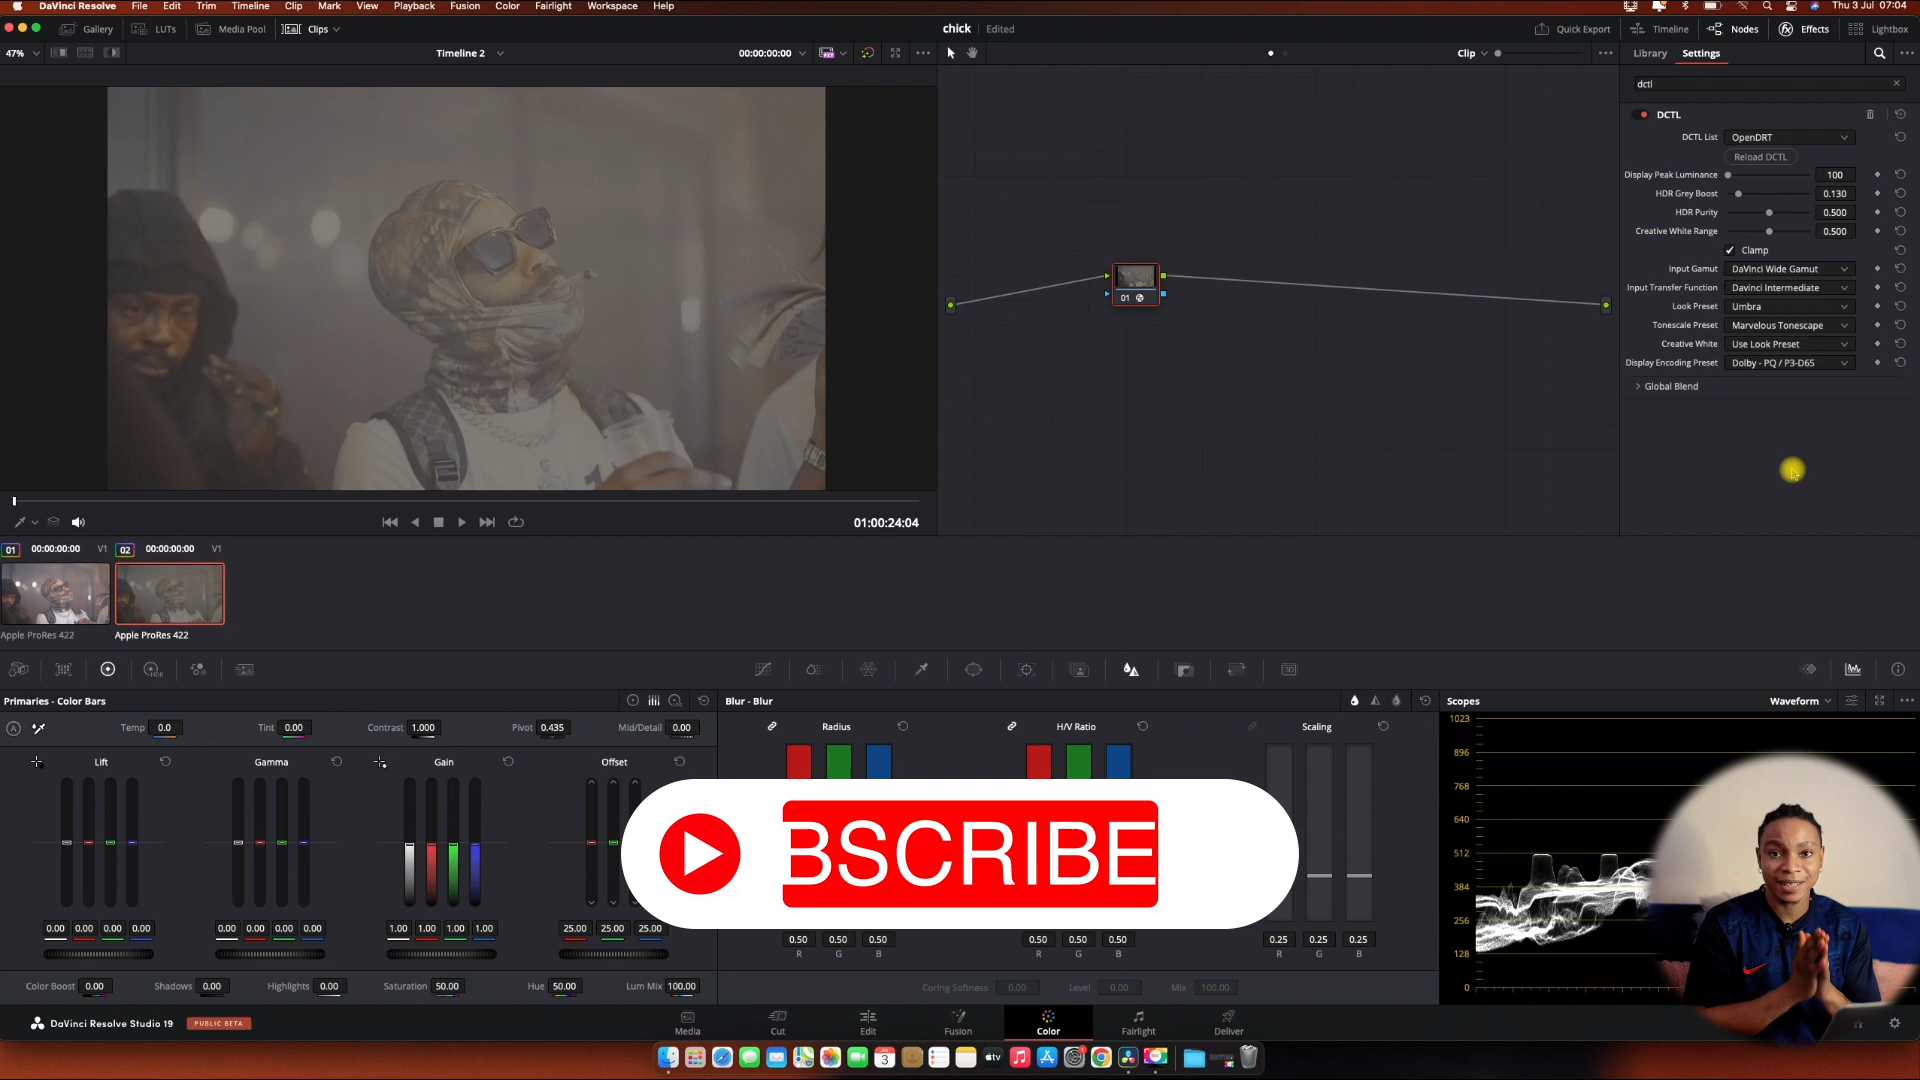 DaVinci Resolve File Edit Trim Timeline Clip Mark View Playback Fusion Color Fairlight Workspace Help Thu 3 Jul 07:04
Gallery LUTs Media Pool Clips chick Edited Quick Export Timeline Nodes Effects Lightbox
47% Timeline 2 00:00:00:00 Clip Library Settings
dctl
DCTL
DCTL List OpenDRT
Reload DCTL
Display Peak Luminance 100
HDR Grey Boost 0.130
HDR Purity 0.500
Creative White Range 0.500
Clamp
Input Gamut DaVinci Wide Gamut
Input Transfer Function Davinci Intermediate
Look Preset Umbra
Tonescale Preset Marvelous Tonescape
Creative White Use Look Preset
Display Encoding Preset Dolby - PQ / P3-D65
Global Blend
01
01:00:24:04
01 00:00:00:00 V1 02 00:00:00:00 V1
Apple ProRes 422 Apple ProRes 422
HDR 3D
Primaries - Color Bars Blur - Blur Scopes Waveform
Temp 0.0 Tint 0.00 Contrast 1.000 Pivot 0.435 Mid/Detail 0.00 Radius H/V Ratio Scaling
Lift Gamma Gain Offset
1023
896
768
640
512
384
256
128
0
BSCRIBE
0.00 0.00 0.00 0.00 0.00 0.00 0.00 0.00 1.00 1.00 1.00 1.00 25.00 25.00 25.00
0.50 0.50 0.50 0.50 0.50 0.50 0.25 0.25 0.25
R G B R G B R G B
Color Boost 0.00 Shadows 0.00 Highlights 0.00 Saturation 50.00 Hue 50.00 Lum Mix 100.00 Coring Softness 0.00 Level 0.00 Mix 100.00
DaVinci Resolve Studio 19 PUBLIC BETA Media Cut Edit Fusion Color Fairlight Deliver
3 tv